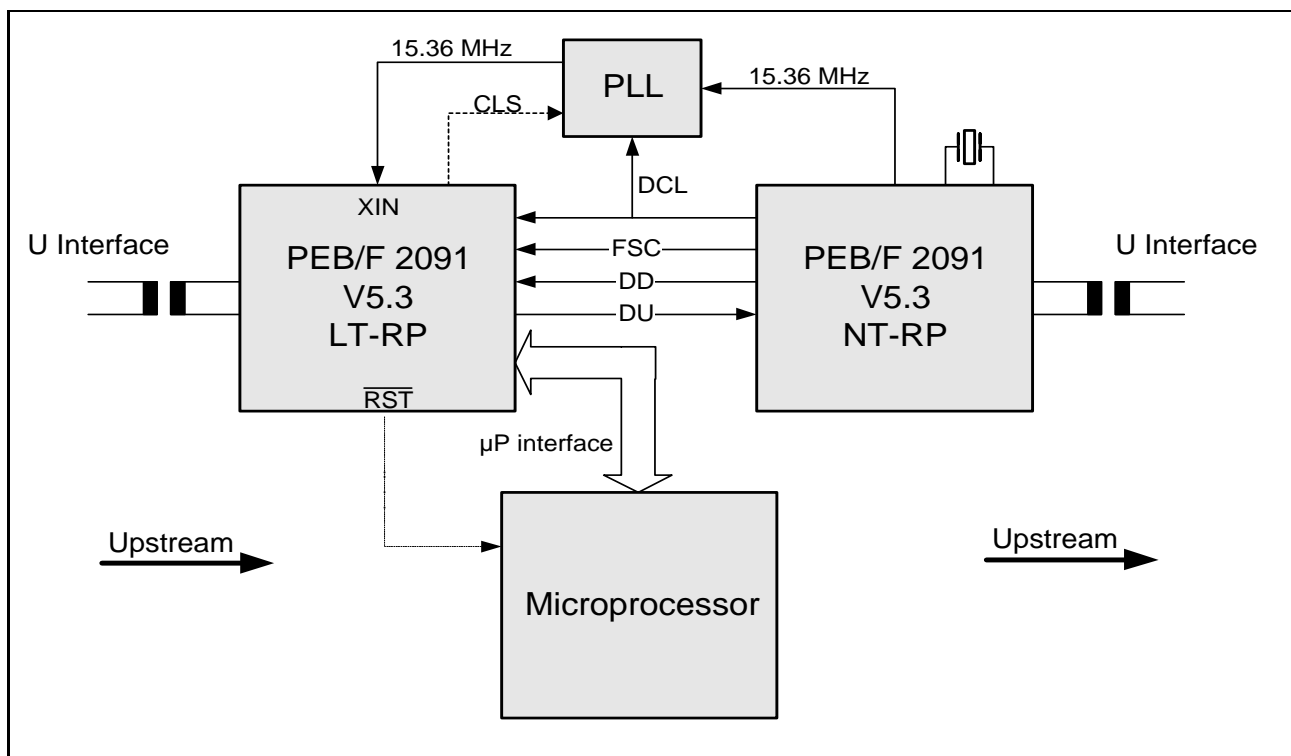 15.36 MHz
PLL
15.36 MHz
CLS
DCL
XIN
U Interface
PEB/F 2091
V5.3
LT-RP
RST
FSC
DD
DU
PEB/F 2091
V5.3
NT-RP
U Interface
µP interface
Upstream
Microprocessor
Upstream